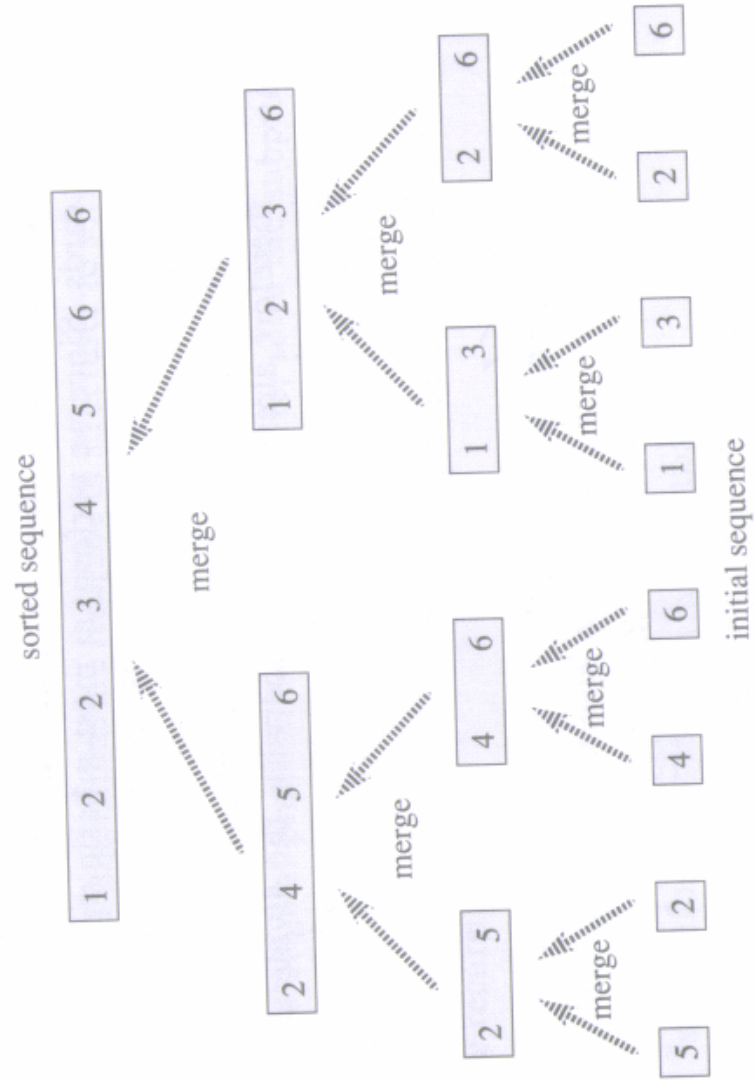 sorted sequence
1 2 2 3 4 5 6 6
merge
2 4 5 6
1 2 3 6
merge
merge
2 5
4 6
1 3
2 6
merge
merge
merge
merge
5
2
4
6
1
3
2
6
initial sequence